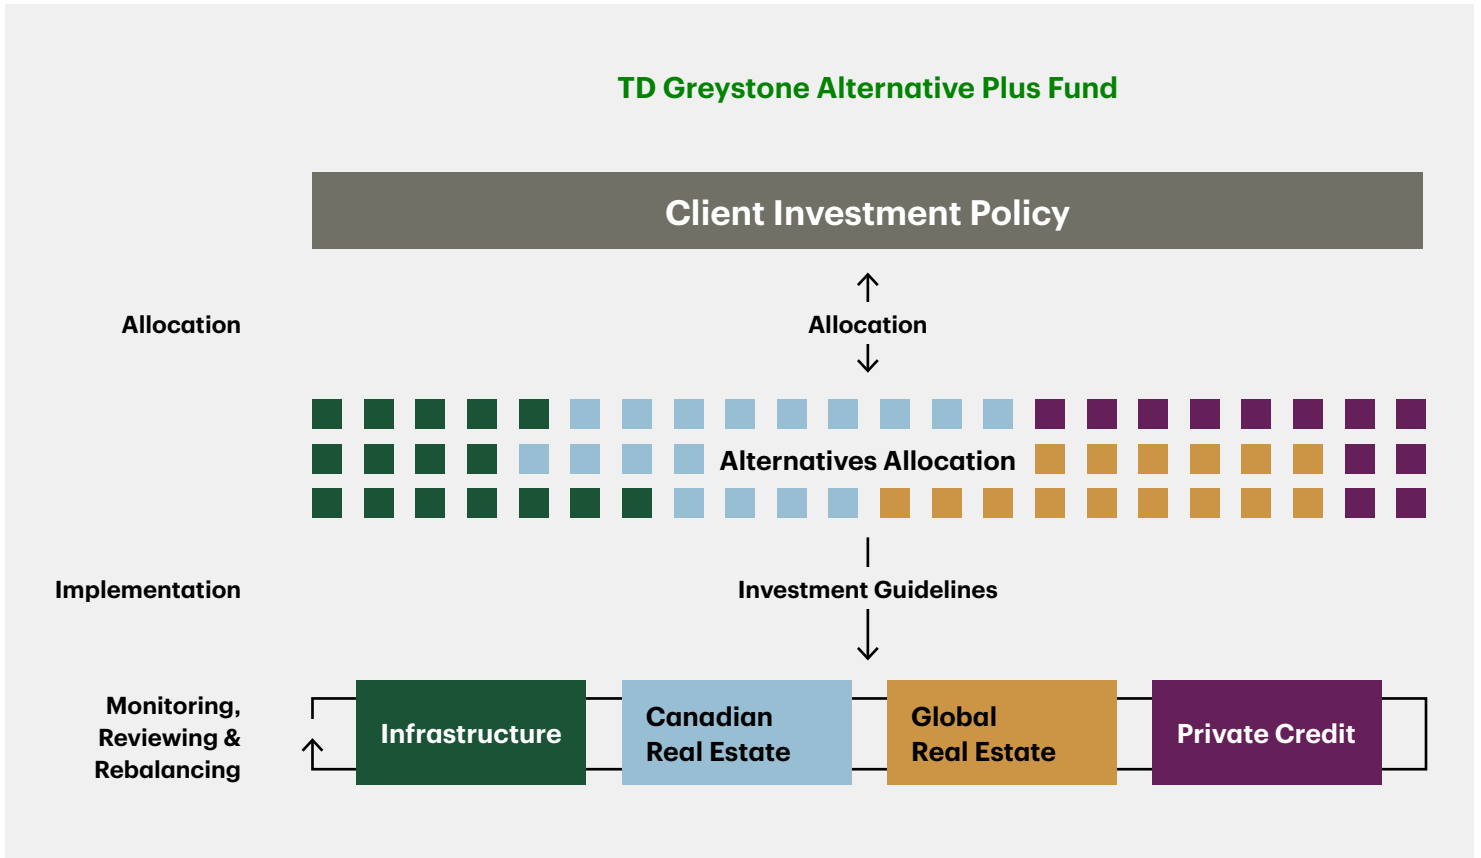 TD Greystone Alternative Plus Fund
Client Investment Policy
Allocation
Allocation
Alternatives Allocation
Implementation
Investment Guidelines
Monitoring,
Reviewing &
Rebalancing
Infrastructure
Canadian
Real Estate
Global
Real Estate
Private Credit